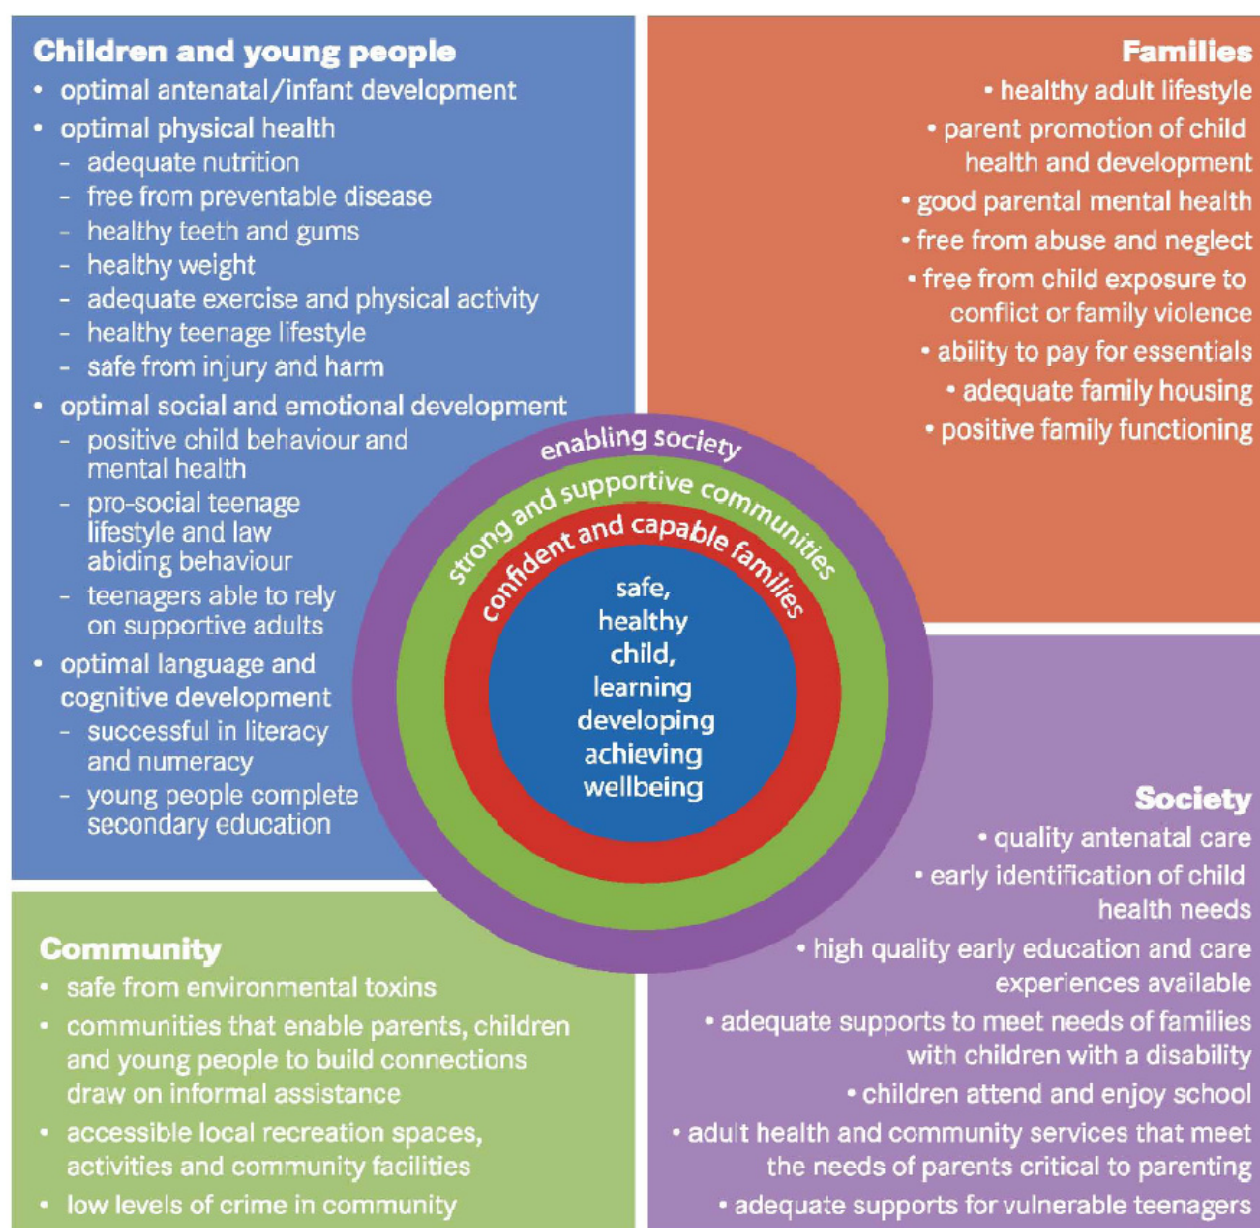 Children and young people
• optimal antenatal/infant development
• optimal physical health
- adequate nutrition
- free from preventable disease
- healthy teeth and gums
- healthy weight
- adequate exercise and physical activity
- healthy teenage lifestyle
- safe from injury and harm
• optimal social and emotional development
- positive child behaviour and
mental health
- pro-social teenage
lifestyle and law
abiding behaviour
- teenagers able to rely
on supportive adults
• optimal language and
cognitive development
- successful in literacy
and numeracy
- young people complete
secondary education
Families
• healthy adult lifestyle
• parent promotion of child
health and development
• good parental mental health
• free from abuse and neglect
• free from child exposure to
conflict or family violence
• ability to pay for essentials
• adequate family housing
• positive family functioning
enabling society
strong and supportive communities
confident and capable families
safe,
healthy
child,
learning
developing
achieving
wellbeing
Community
• safe from environmental toxins
• communities that enable parents, children
and young people to build connections
draw on informal assistance
• accessible local recreation spaces,
activities and community facilities
• low levels of crime in community
Society
• quality antenatal care
• early identification of child
health needs
• high quality early education and care
experiences available
• adequate supports to meet needs of families
with children with a disability
• children attend and enjoy school
• adult health and community services that meet
the needs of parents critical to parenting
• adequate supports for vulnerable teenagers